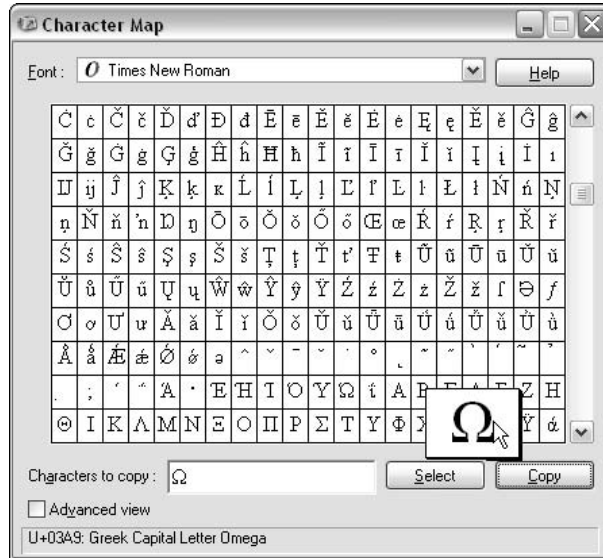 Character Map
Font : O Times New Roman Help
Ċ ċ Č č Ď ď Đ đ Ē ē Ĕ ĕ Ė ė Ę ę Ě ě Ĝ ĝ
Ğ ğ Ġ ġ Ģ ģ Ĥ ĥ Ħ ħ Ĩ ĩ Ī ī Ĭ ĭ Į į İ ı
Ĳ ĳ Ĵ ĵ Ķ ķ ĸ Ĺ ĺ Ļ ļ Ľ ľ Ŀ ŀ Ł ł Ń ń Ņ
ņ Ň ň ŉ Ŋ ŋ Ō ō Ŏ ŏ Ő ő Œ œ Ŕ ŕ Ŗ ŗ Ř ř
Ś ś Ŝ ŝ Ş ş Š š Ţ ţ Ť ť Ŧ ŧ Ũ ũ Ū ū Ŭ ŭ
Ů ů Ű ű Ų ų Ŵ ŵ Ŷ ŷ Ÿ Ź ź Ż ż Ž ž ſ Ə ƒ
Ơ ơ Ư ư Ǎ ǎ Ǐ ǐ Ǒ ǒ Ǔ ǔ Ǖ ǖ Ǘ ǘ Ǚ ǚ Ǜ ǜ
Ǻ ǻ Ǽ ǽ Ǿ ǿ ə
; Ά · Έ Ή Ί Ό Ύ Ώ ΐ Α Β Ζ Η
Θ Ι Κ Λ Μ Ν Ξ Ο Π Ρ Σ Τ Υ Φ Ω Ϋ ά
Characters to copy : Ω Select Copy
Advanced view
U+03A9: Greek Capital Letter Omega